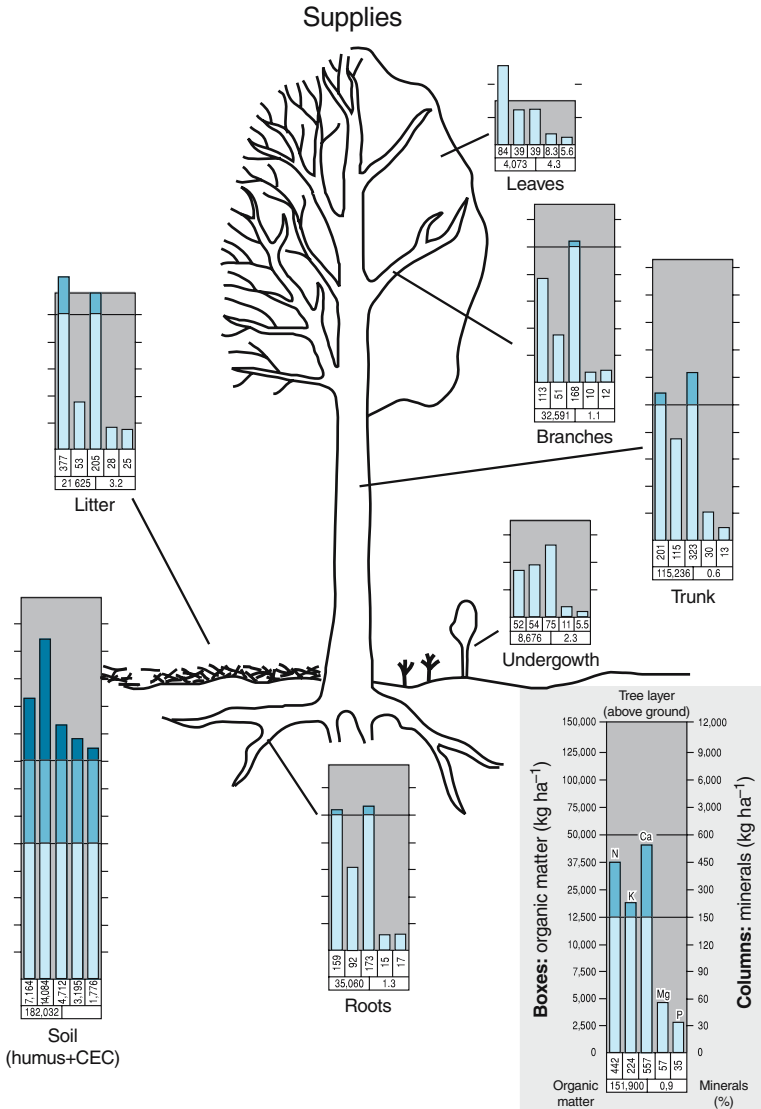 Supplies
84 39 39 8.3 5.6
4,073 4.3
Leaves
113 51 168 10 12
32,591 1.1
Branches
377 53 205 28 25
21 625 3.2
Litter
201 115 323 30 13
115,236 0.6
Trunk
52 54 75 11 5.5
8,676 2.3
Undergowth
7,164 14,084 4,712 3,195 1,776
182,032
Soil
(humus+CEC)
159 92 173 15 17
35,060 1.3
Roots
Tree layer
(above ground)
150,000 12,000
125,000 9,000
100,000 6,000
75,000 3,000
50,000 600
37,500 450
25,000 300
12,500 150
10,000 120
7,500 90
5,000 60
2,500 30
0 0
N K Ca Mg P
Boxes: organic matter (kg ha−1)
Columns: minerals (kg ha−1)
442 224 557 57 35
151,900 0,9
Organic
matter
Minerals
(%)